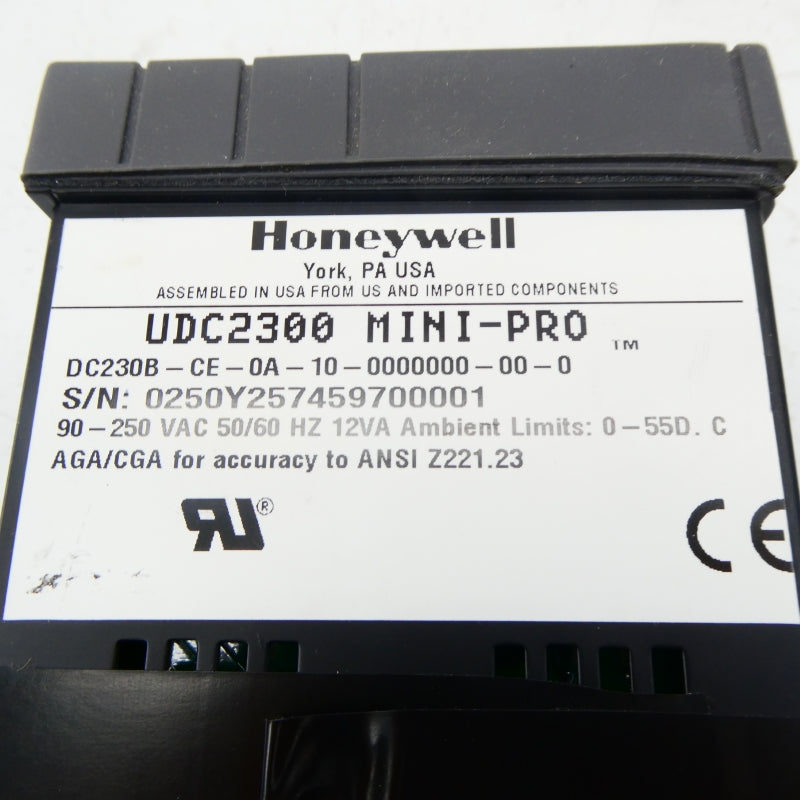 Honeywell
York, PA USA
ASSEMBLED IN USA FROM US AND IMPORTED COMPONENTS
UDC2300 MINI-PRO ™
DC230B-CE-0A-10-0000000-00-0
S/N: 0250Y257459700001
90-250 VAC 50/60 HZ 12VA Ambient Limits: 0-55D. C
AGA/CGA for accuracy to ANSI Z221.23
RU®
CE